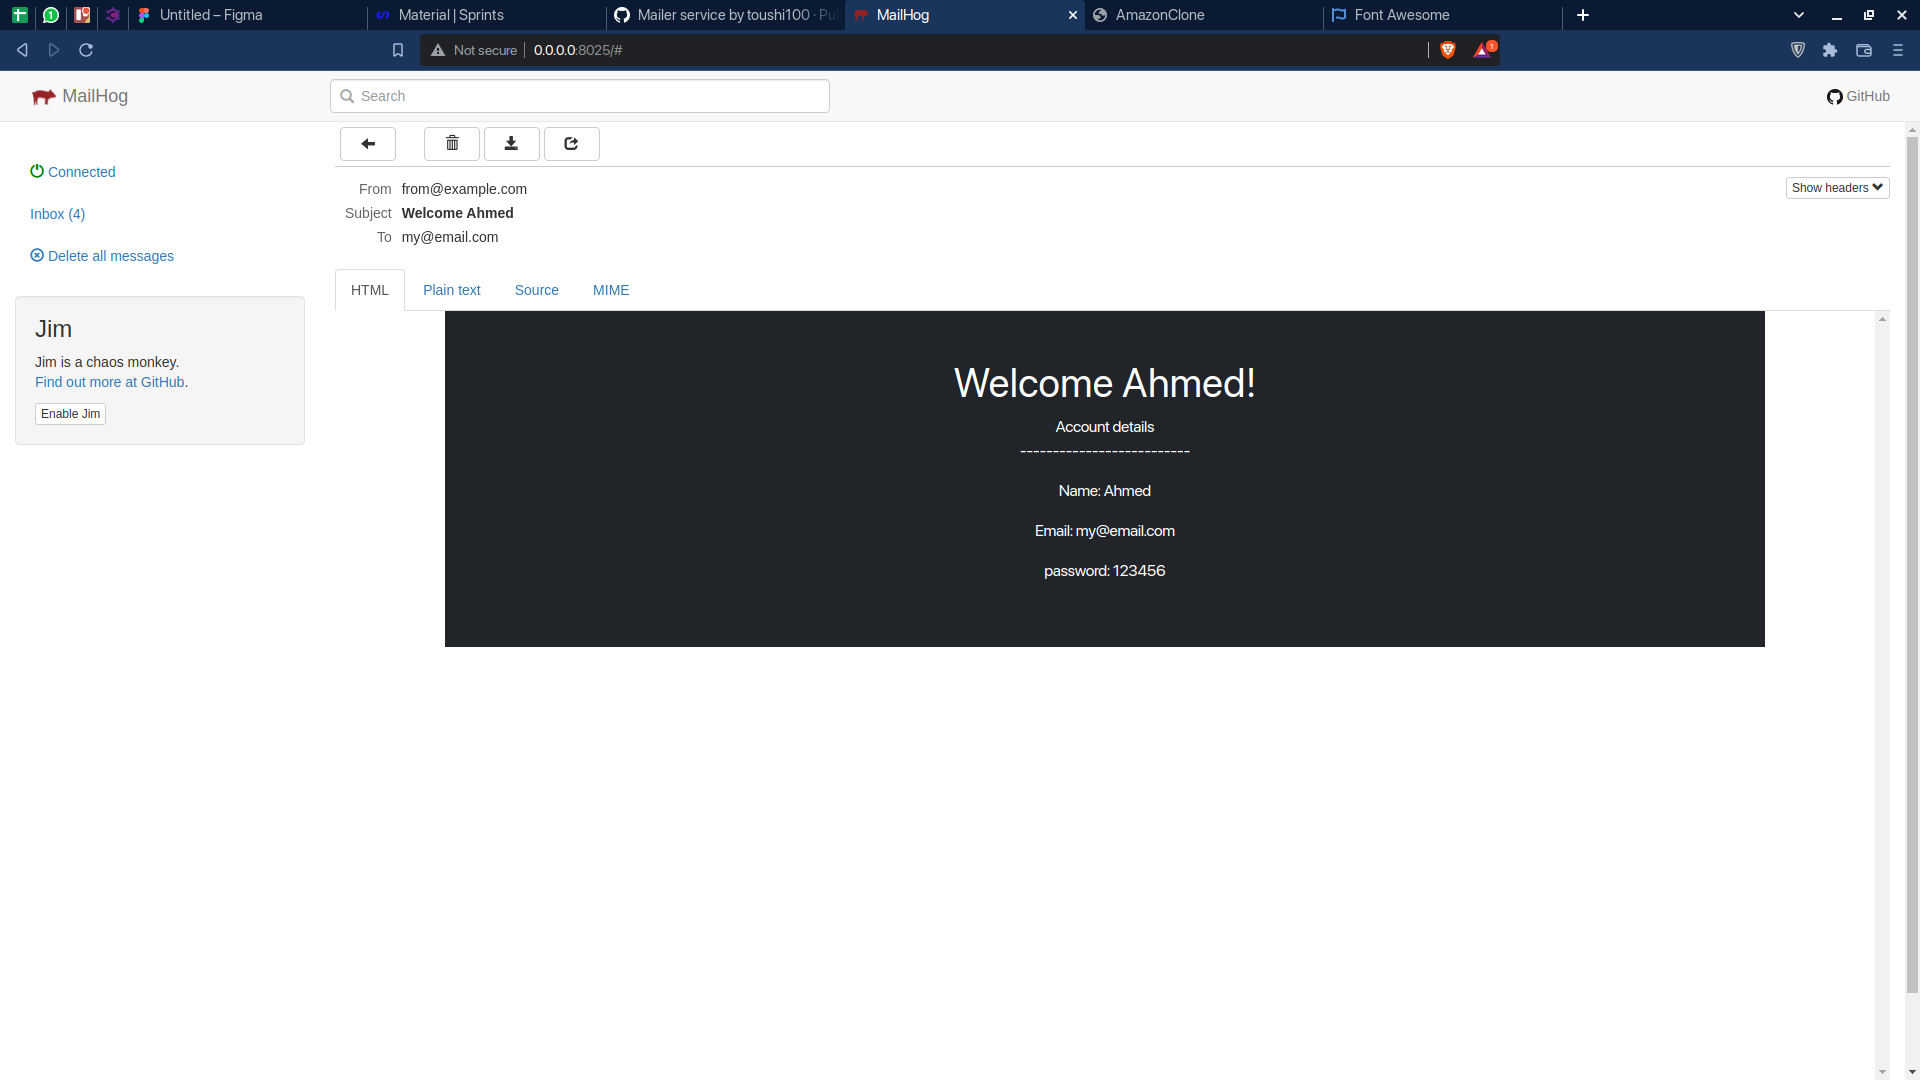 1
Untitled – Figma
Material | Sprints
Mailer service by toushi100 · Pu
MailHog
AmazonClone
Font Awesome
Not secure
0.0.0.0:8025/#
1
MailHog
Search
GitHub
Connected
Inbox (4)
Delete all messages
Jim
Jim is a chaos monkey.
Find out more at GitHub.
Enable Jim
From from@example.com
Show headers
Subject Welcome Ahmed
To my@email.com
HTML Plain text Source MIME
Welcome Ahmed!
Account details
--------------------------
Name: Ahmed
Email: my@email.com
password: 123456